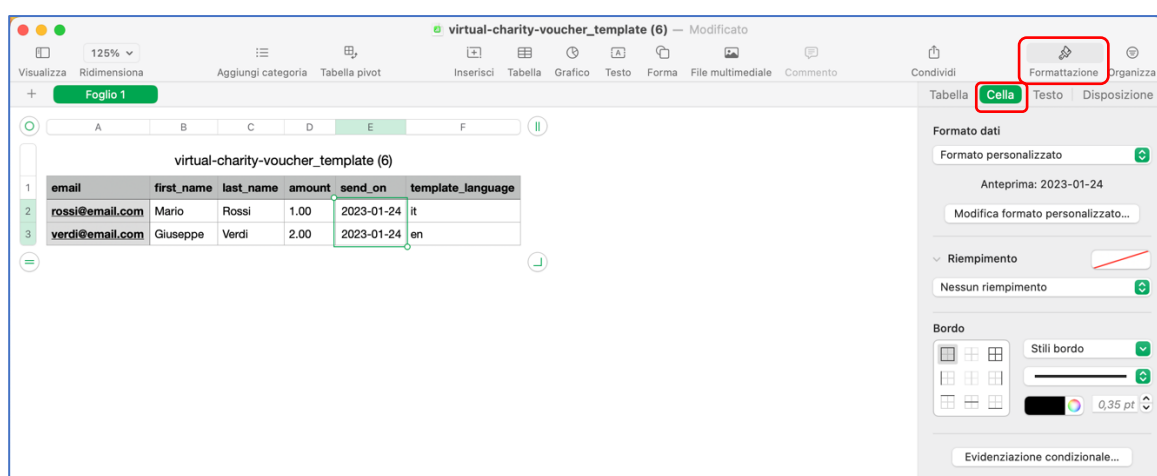 virtual-charity-voucher_template (6) — Modificato
125%
Visualizza Ridimensiona Aggiungi categoria Tabella pivot Inserisci Tabella Grafico Testo Forma File multimediale Commento Condividi Formattazione Organizza
+ Foglio 1 Tabella Cella Testo Disposizione
A B C D E F
Formato dati
Formato personalizzato
virtual-charity-voucher_template (6)
Anteprima: 2023-01-24
1 email first_name last_name amount send_on template_language
2 rossi@email.com Mario Rossi 1.00 2023-01-24 it
Modifica formato personalizzato...
3 verdi@email.com Giuseppe Verdi 2.00 2023-01-24 en
Riempimento
Nessun riempimento
Bordo
Stili bordo
0,35 pt
Evidenziazione condizionale...